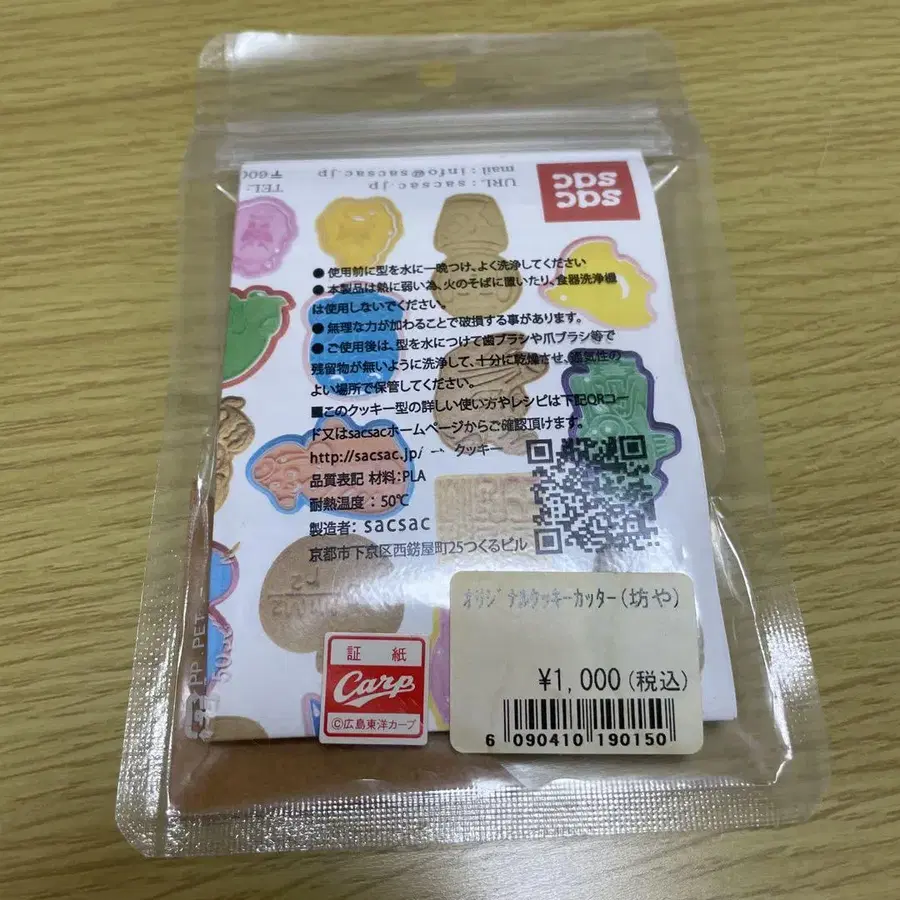 〒600
TEL:
mail:info@sacsac.jp
URL:sacsac.jp
sac
sac
● 使用前に型を水に一晩つけ、よく洗浄してください
● 本製品は熱に弱い為、火のそばに置いたり、食器洗浄機
は使用しないでください。
● 無理な力が加わることで破損する事があります。
● ご使用後は、型を水につけて歯ブラシや爪ブラシ等で
残留物が無いように洗浄して、十分に乾燥させ、通気性の
よい場所で保管してください。
■このクッキー型の詳しい使い方やレシピは下記QRコー
ド又はsacsacホームページからご確認頂けます。
http://sacsac.jp/ → クッキー
品質表記 材料:PLA
耐熱温度 : 50℃
製造者: sacsac
京都市下京区西錺屋町25つくるビル
PP PET
証 紙
Carp
©広島東洋カープ
オリジナルクッキーカッター(坊や)
¥1,000(税込)
6 090410 190150